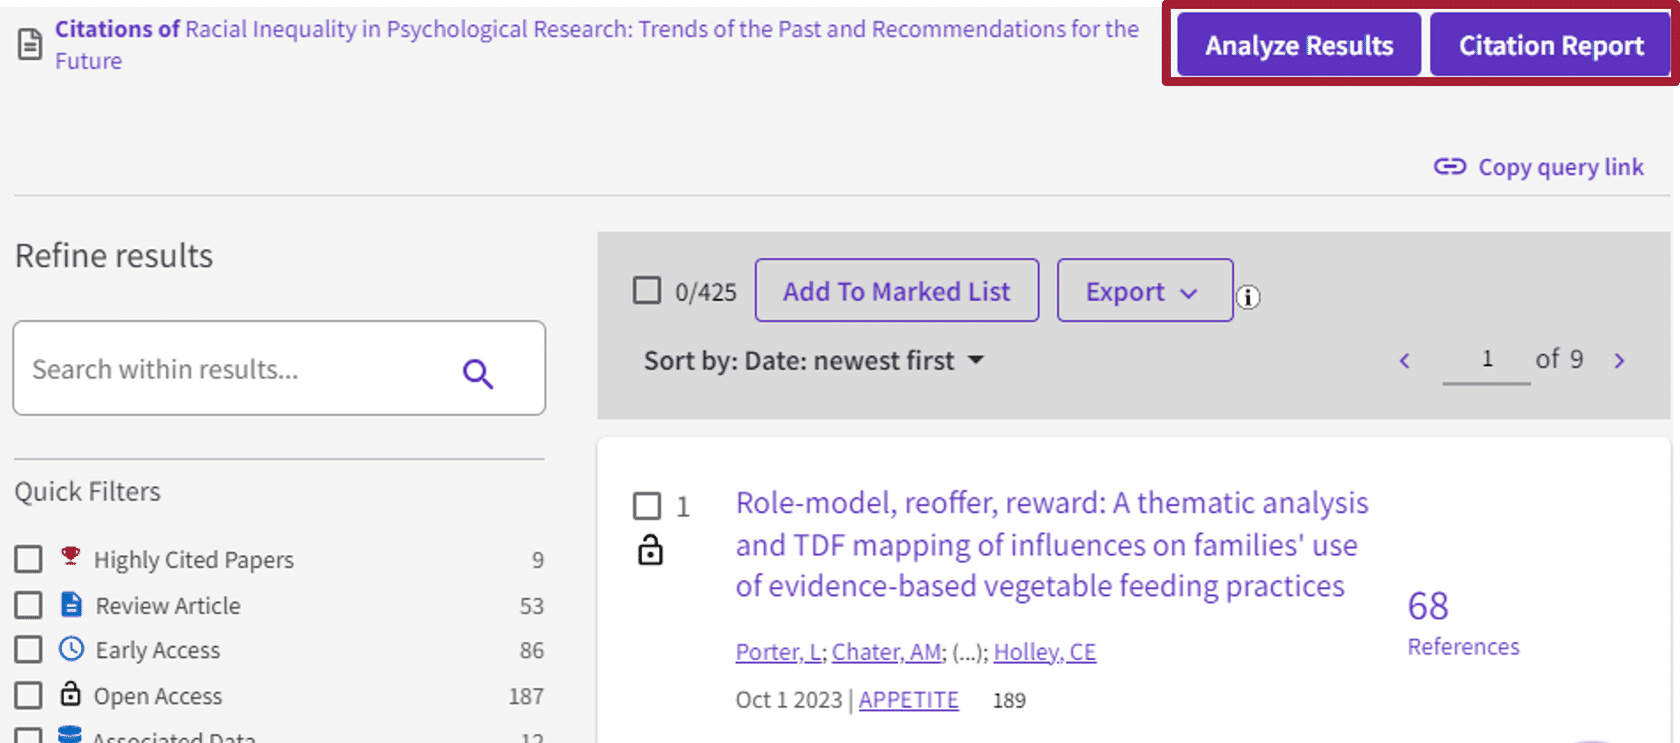 Citations of Racial Inequality in Psychological Research: Trends of the Past and Recommendations for the
Future
Analyze Results
Citation Report
Copy query link
Refine results
Search within results...
Quick Filters
Highly Cited Papers 9
Review Article 53
Early Access 86
Open Access 187
Associated Data 12
0/425
Add To Marked List
Export
Sort by: Date: newest first
1 of 9
1
Role-model, reoffer, reward: A thematic analysis
and TDF mapping of influences on families' use
of evidence-based vegetable feeding practices
Porter, L; Chater, AM; (...); Holley, CE
Oct 1 2023 | APPETITE 189
68
References